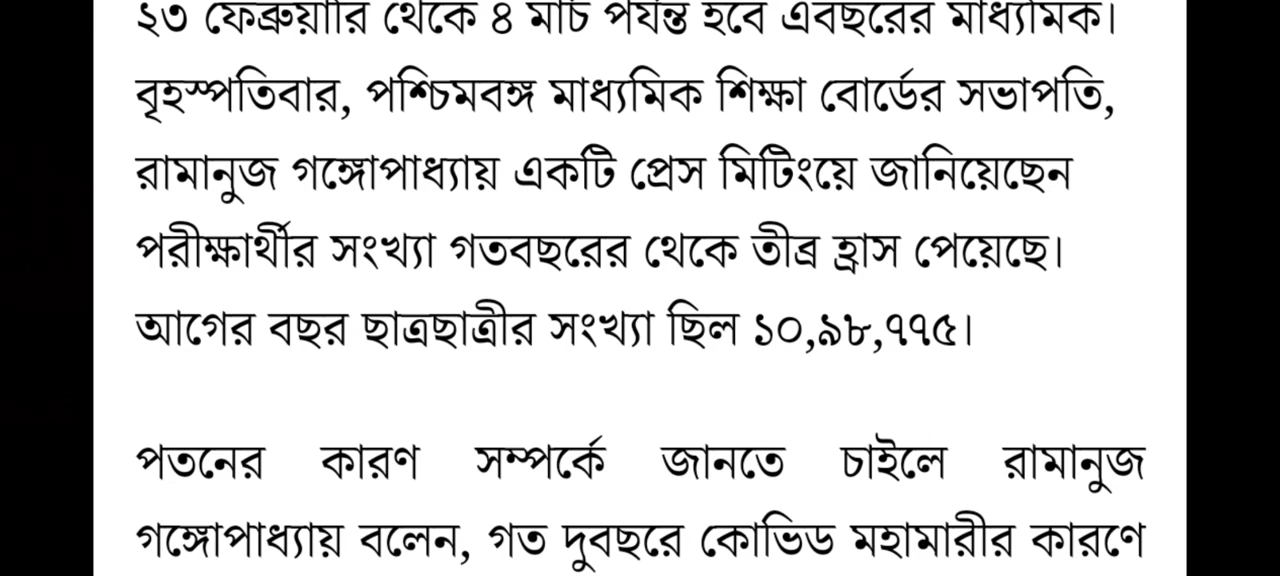 ২৩ ফেব্রুয়ারি থেকে ৪ মার্চ পর্যন্ত হবে এবছরের মাধ্যমিক।
বৃহস্পতিবার, পশ্চিমবঙ্গ মাধ্যমিক শিক্ষা বোর্ডের সভাপতি,
রামানুজ গঙ্গোপাধ্যায় একটি প্রেস মিটিংয়ে জানিয়েছেন
পরীক্ষার্থীর সংখ্যা গতবছরের থেকে তীব্র হ্রাস পেয়েছে।
আগের বছর ছাত্রছাত্রীর সংখ্যা ছিল ১০,৯৮,৭৭৫।
পতনের কারণ সম্পর্কে জানতে চাইলে রামানুজ
গঙ্গোপাধ্যায় বলেন, গত দুবছরে কোভিড মহামারীর কারণে